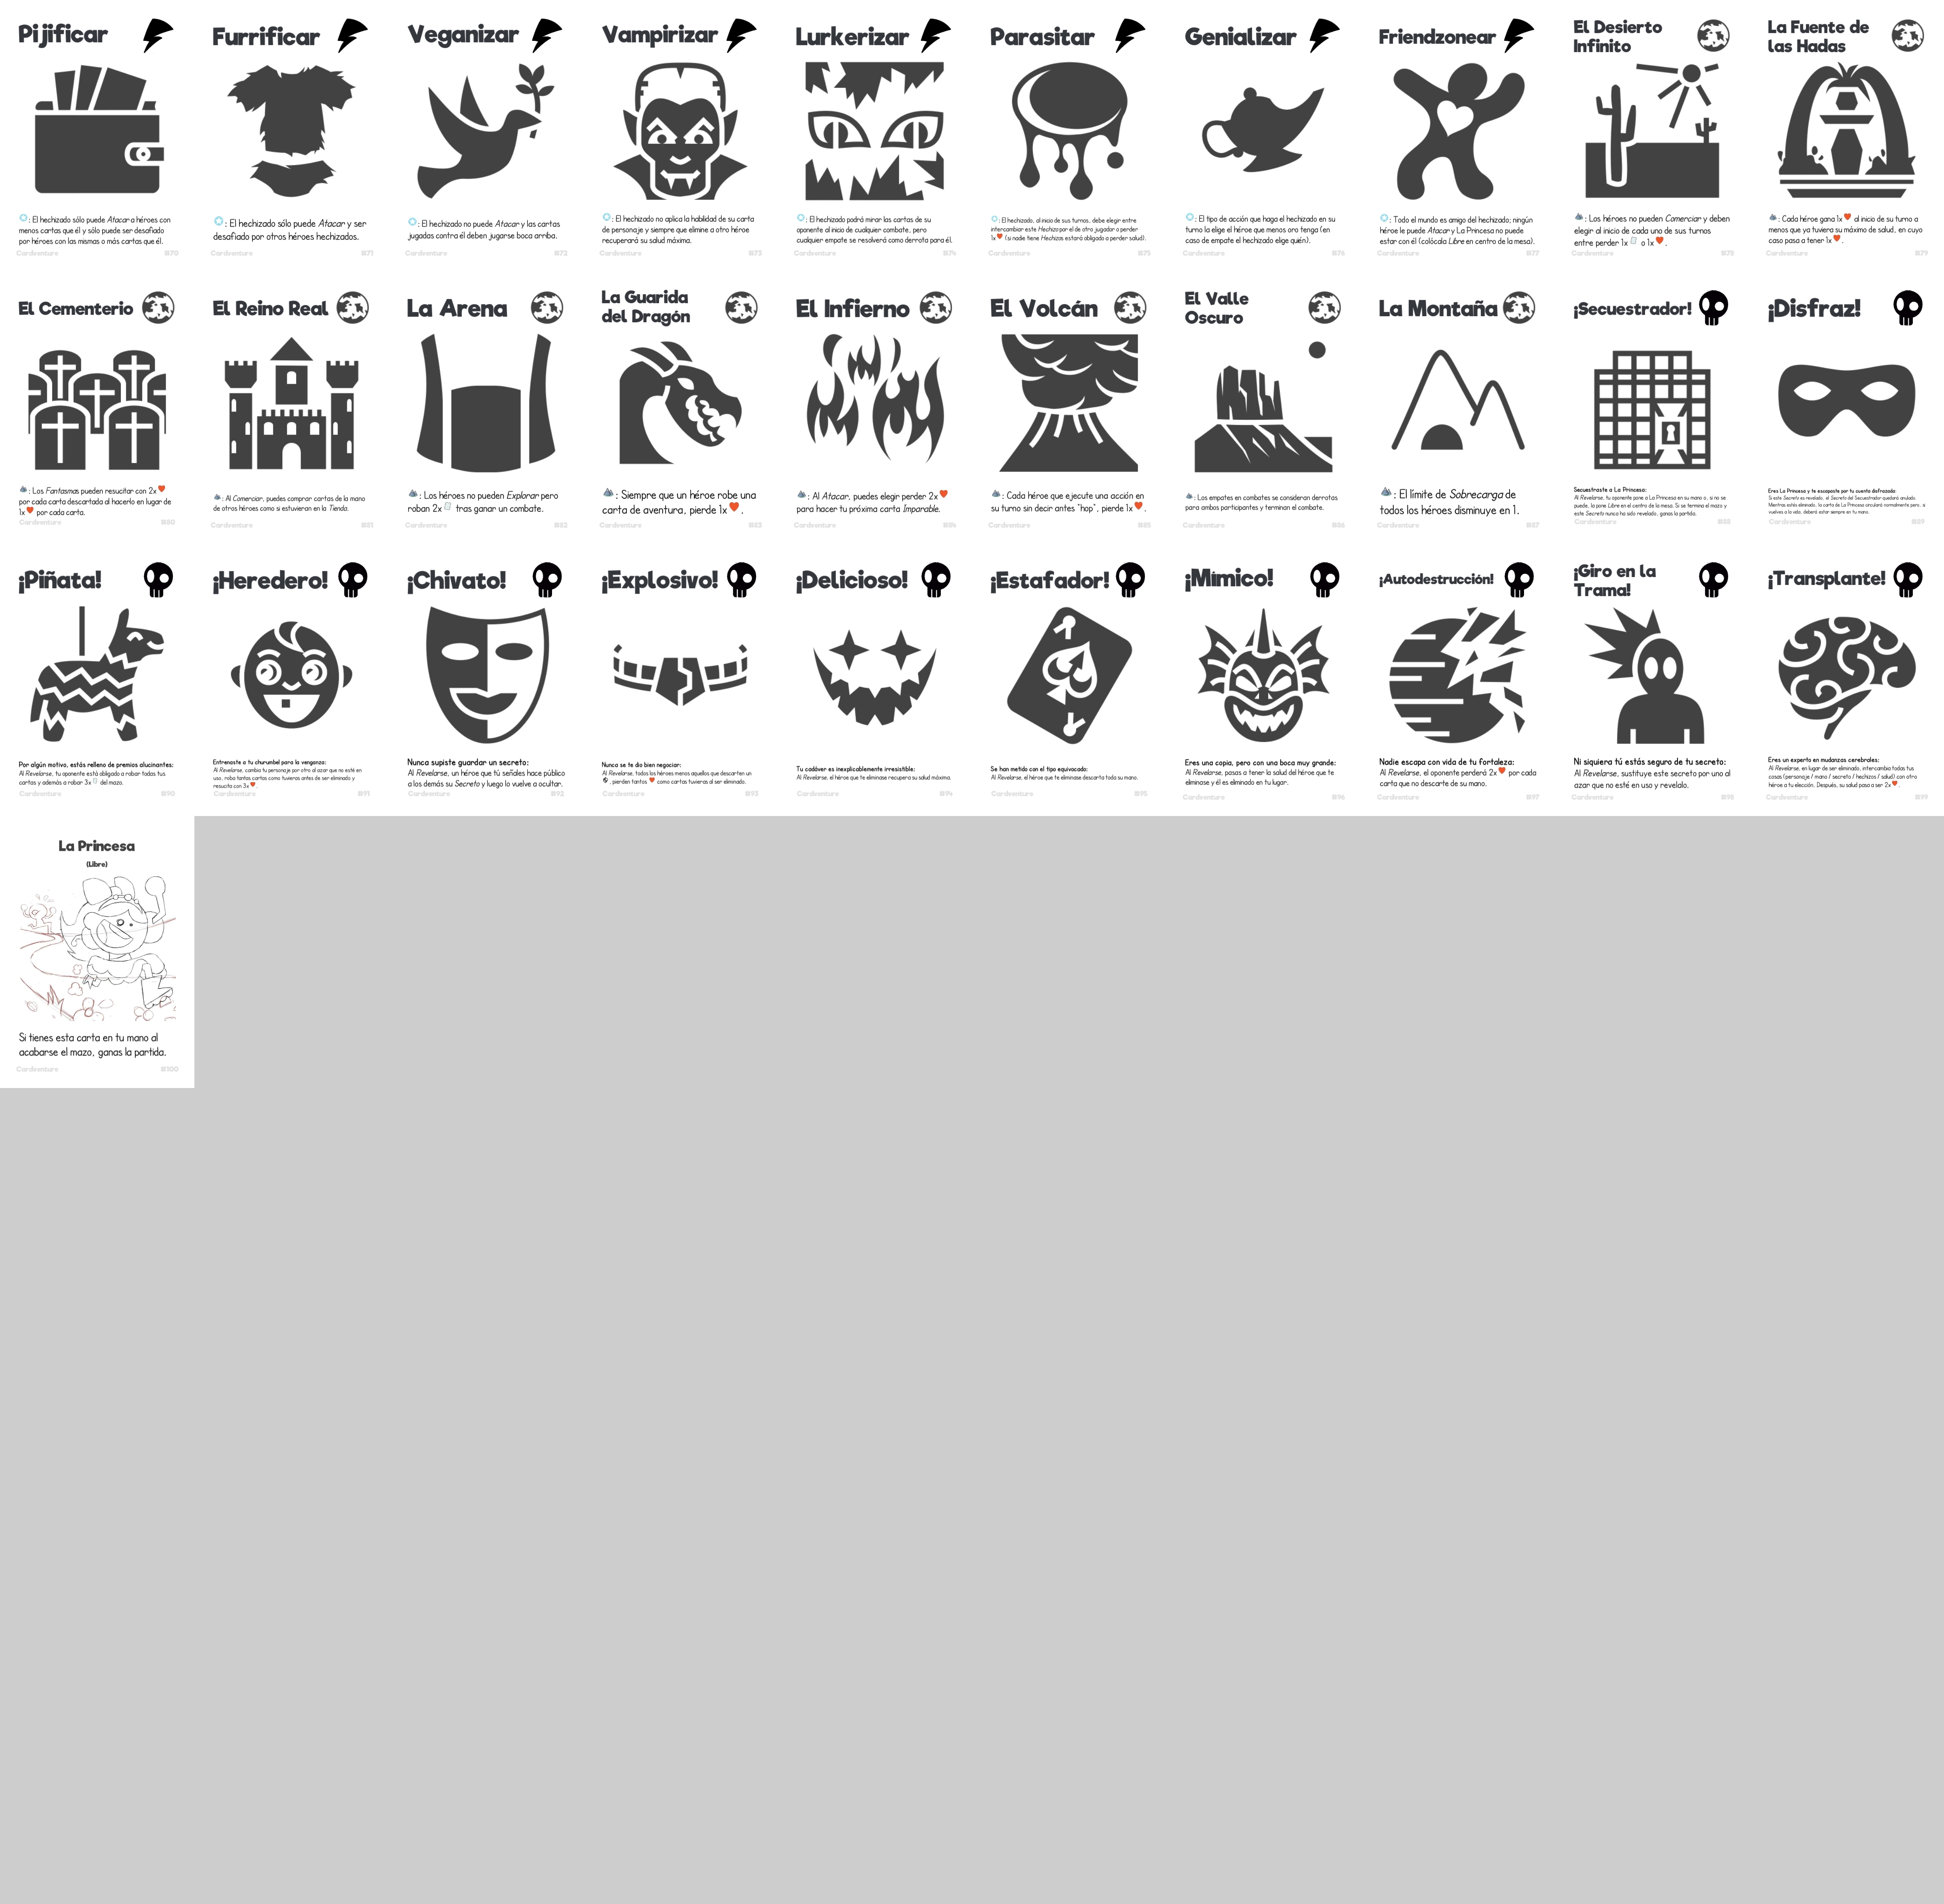 Pijificar
: El hechizado sólo puede Atacar a héroes con
menos cartas que él y sólo puede ser desafiado
por héroes con las mismas o más cartas que él.
Cardventure #70
Furrificar
: El hechizado sólo puede Atacar y ser
desafiado por otros héroes hechizados.
Cardventure #71
Veganizar
: El hechizado no puede Atacar y las cartas
jugadas contra él deben jugarse boca arriba.
Cardventure #72
Vampirizar
: El hechizado no aplica la habilidad de su carta
de personaje y siempre que elimine a otro héroe
recuperará su salud máxima.
Cardventure #73
Lurkerizar
: El hechizado podrá mirar las cartas de su
oponente al inicio de cualquier combate, pero
cualquier empate se resolverá como derrota para él.
Cardventure #74
Parasitar
: El hechizado, al inicio de sus turnos, debe elegir entre
intercambiar este Hechizo por el de otro jugador o perder
1x (si nadie tiene Hechizos estará obligado a perder salud).
Cardventure #75
Genializar
: El tipo de acción que haga el hechizado en su
turno la elige el héroe que menos oro tenga (en
caso de empate el hechizado elige quién).
Cardventure #76
Friendzonear
: Todo el mundo es amigo del hechizado; ningún
héroe le puede Atacar y La Princesa no puede
estar con él (colócala Libre en centro de la mesa).
Cardventure #77
El Desierto
Infinito
: Los héroes no pueden Comerciar y deben
elegir al inicio de cada uno de sus turnos
entre perder 1x o 1x .
Cardventure #78
La Fuente de
las Hadas
: Cada héroe gana 1x al inicio de su turno a
menos que ya tuviera su máximo de salud, en cuyo
caso pasa a tener 1x .
Cardventure #79
El Cementerio
: Los Fantasmas pueden resucitar con 2x
por cada carta descartada al hacerlo en lugar de
1x por cada carta.
Cardventure #80
El Reino Real
: Al Comerciar, puedes comprar cartas de la mano
de otros héroes como si estuvieran en la Tienda.
Cardventure #81
La Arena
: Los héroes no pueden Explorar pero
roban 2x tras ganar un combate.
Cardventure #82
La Guarida
del Dragón
: Siempre que un héroe robe una
carta de aventura, pierde 1x .
Cardventure #83
El Infierno
: Al Atacar, puedes elegir perder 2x
para hacer tu próxima carta Imparable.
Cardventure #84
El Volcán
: Cada héroe que ejecute una acción en
su turno sin decir antes "hop", pierde 1x .
Cardventure #85
El Valle
Oscuro
: Los empates en combates se consideran derrotas
para ambos participantes y terminan el combate.
Cardventure #86
La Montaña
: El límite de Sobrecarga de
todos los héroes disminuye en 1.
Cardventure #87
¡Secuestrador!
Secuestraste a La Princesa:
Al Revelarse, tu oponente pone a La Princesa en su mano o, si no se
puede, la pone Libre en el centro de la mesa. Si se termina el mazo y
este Secreto nunca ha sido revelado, ganas la partida.
Cardventure #88
¡Disfraz!
Eres La Princesa y te escapaste por tu cuenta disfrazada:
Si este Secreto es revelado, el Secreto del Secuestrador quedará anulado.
Mientras estás eliminado, la carta de La Princesa circulará normalmente pero, si
vuelves a la vida, deberá estar siempre en tu mano.
Cardventure #89
¡Piñata!
Por algún motivo, estás relleno de premios alucinantes:
Al Revelarse, tu oponente está obligado a robar todas tus
cartas y además a robar 3x del mazo.
Cardventure #90
¡Heredero!
Entrenaste a tu churumbel para la venganza:
Al Revelarse, cambia tu personaje por otro al azar que no esté en
uso, roba tantas cartas como tuvieras antes de ser eliminado y
resucita con 3x .
Cardventure #91
¡Chivato!
Nunca supiste guardar un secreto:
Al Revelarse, un héroe que tú señales hace público
a los demás su Secreto y luego lo vuelve a ocultar.
Cardventure #92
¡Explosivo!
Nunca se te dio bien negociar:
Al Revelarse, todos los héroes menos aquellos que descarten un
, pierden tantos como cartas tuvieras al ser eliminado.
Cardventure #93
¡Delicioso!
Tu cadáver es inexplicablemente irresistible:
Al Revelarse, el héroe que te elimine recupera su salud máxima.
Cardventure #94
¡Estafador!
Se han metido con el tipo equivocado:
Al Revelarse, el héroe que te eliminase descarta toda su mano.
Cardventure #95
¡Mímico!
Eres una copia, pero con una boca muy grande:
Al Revelarse, pasas a tener la salud del héroe que te
eliminase y él es eliminado en tu lugar.
Cardventure #96
¡Autodestrucción!
Nadie escapa con vida de tu fortaleza:
Al Revelarse, el oponente perderá 2x por cada
carta que no descarte de su mano.
Cardventure #97
¡Giro en la
Trama!
Ni siquiera tú estás seguro de tu secreto:
Al Revelarse, sustituye este secreto por uno al
azar que no esté en uso y revelalo.
Cardventure #98
¡Transplante!
Eres un experto en mudanzas cerebrales:
Al Revelarse, en lugar de ser eliminado, intercambia todas tus
cosas (personaje / mano / secreto / hechizos / salud) con otro
héroe a tu elección. Después, su salud pasa a ser 2x .
Cardventure #99
La Princesa
(Libre)
Si tienes esta carta en tu mano al
acabarse el mazo, ganas la partida.
Cardventure #100